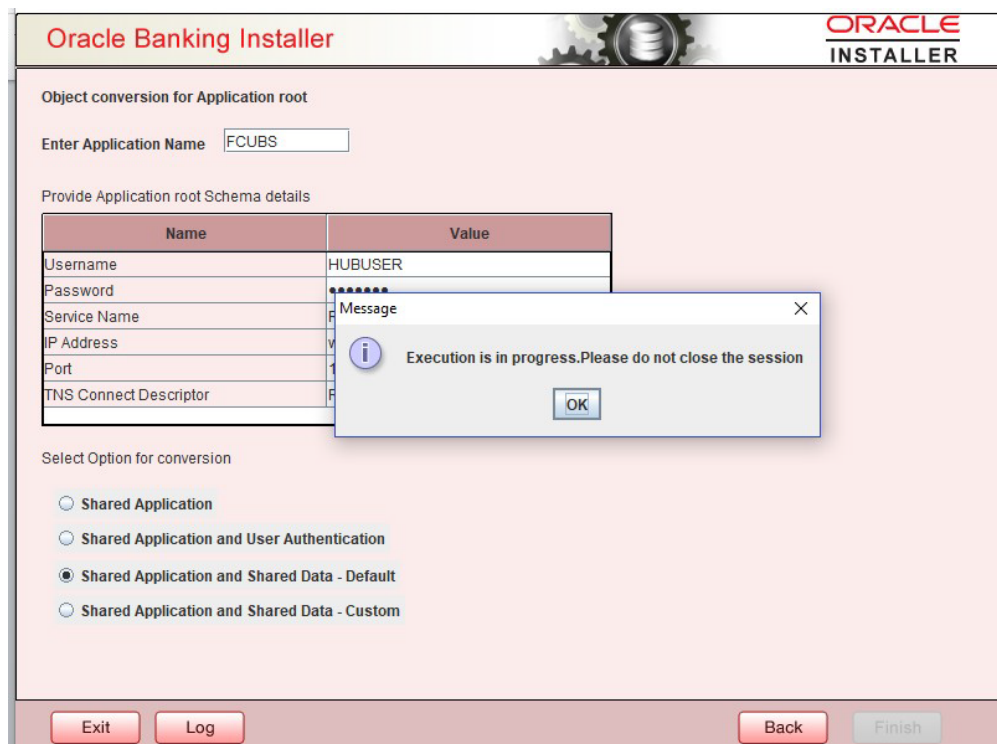 Oracle Banking Installer
ORACLE
INSTALLER
Object conversion for Application root
Enter Application Name FCUBS
Provide Application root Schema details
Name Value
Username HUBUSER
Password •••••••
Service Name
IP Address
Port
TNS Connect Descriptor
Message
Execution is in progress.Please do not close the session
OK
Select Option for conversion
Shared Application
Shared Application and User Authentication
Shared Application and Shared Data - Default
Shared Application and Shared Data - Custom
Exit Log Back Finish